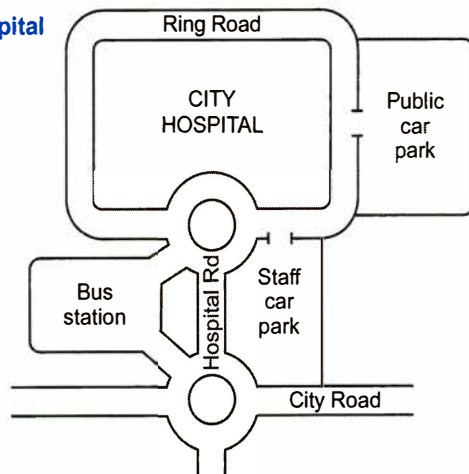 pital
Ring Road
CITY
HOSPITAL
Public
car
park
Bus
station
Hospital Rd
Staff
car
park
City Road